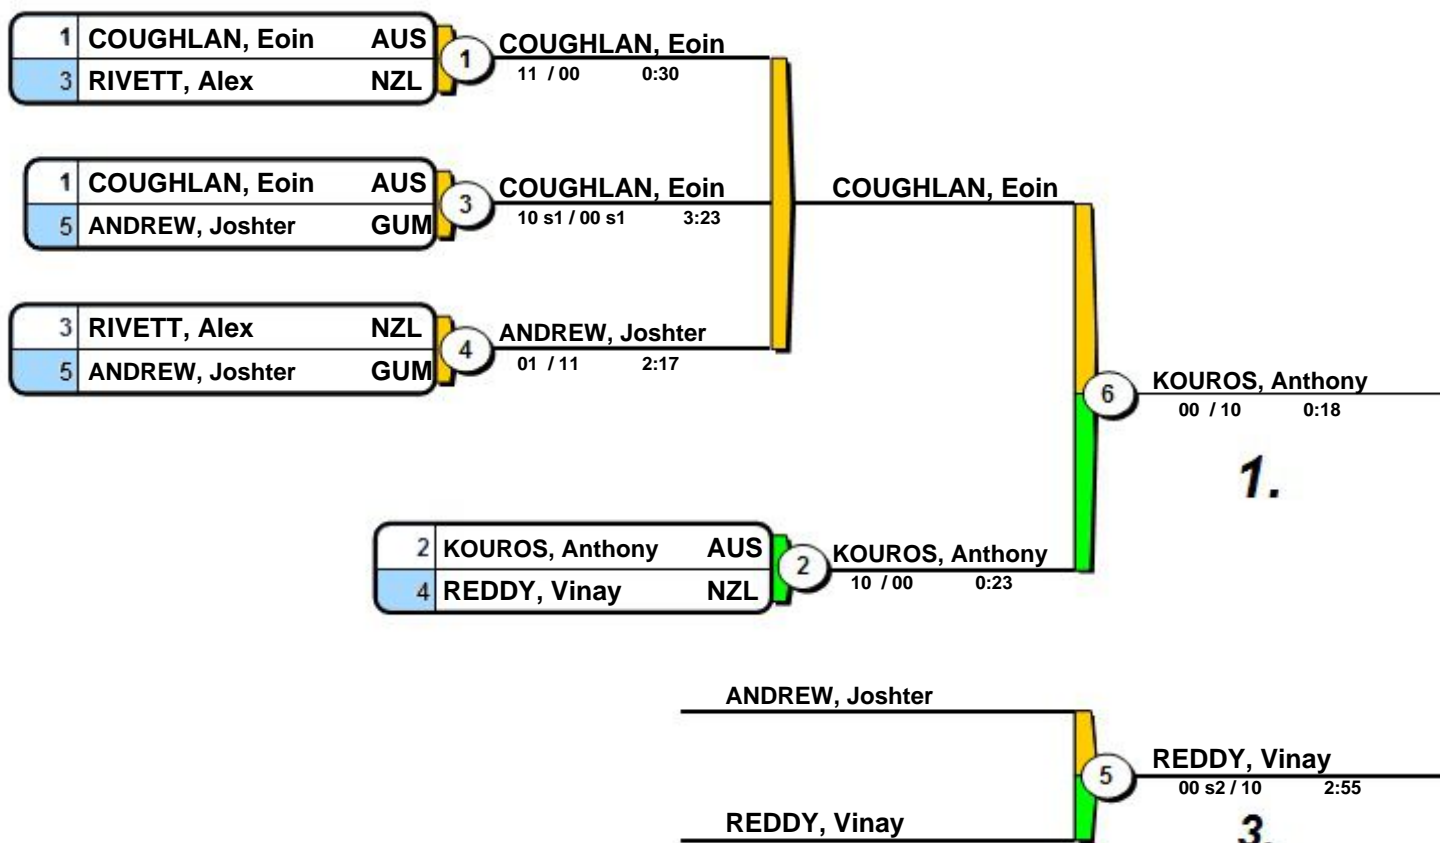 1 COUGHLAN, Eoin AUS
3 RIVETT, Alex NZL
1 COUGHLAN, Eoin
11 / 00 0:30
1 COUGHLAN, Eoin AUS
5 ANDREW, Joshter GUM
3 COUGHLAN, Eoin
10 s1 / 00 s1 3:23
COUGHLAN, Eoin
3 RIVETT, Alex NZL
5 ANDREW, Joshter GUM
4 ANDREW, Joshter
01 / 11 2:17
6 KOUROS, Anthony
00 / 10 0:18
1.
2 KOUROS, Anthony AUS
4 REDDY, Vinay NZL
2 KOUROS, Anthony
10 / 00 0:23
ANDREW, Joshter
REDDY, Vinay
5 REDDY, Vinay
00 s2 / 10 2:55
3.